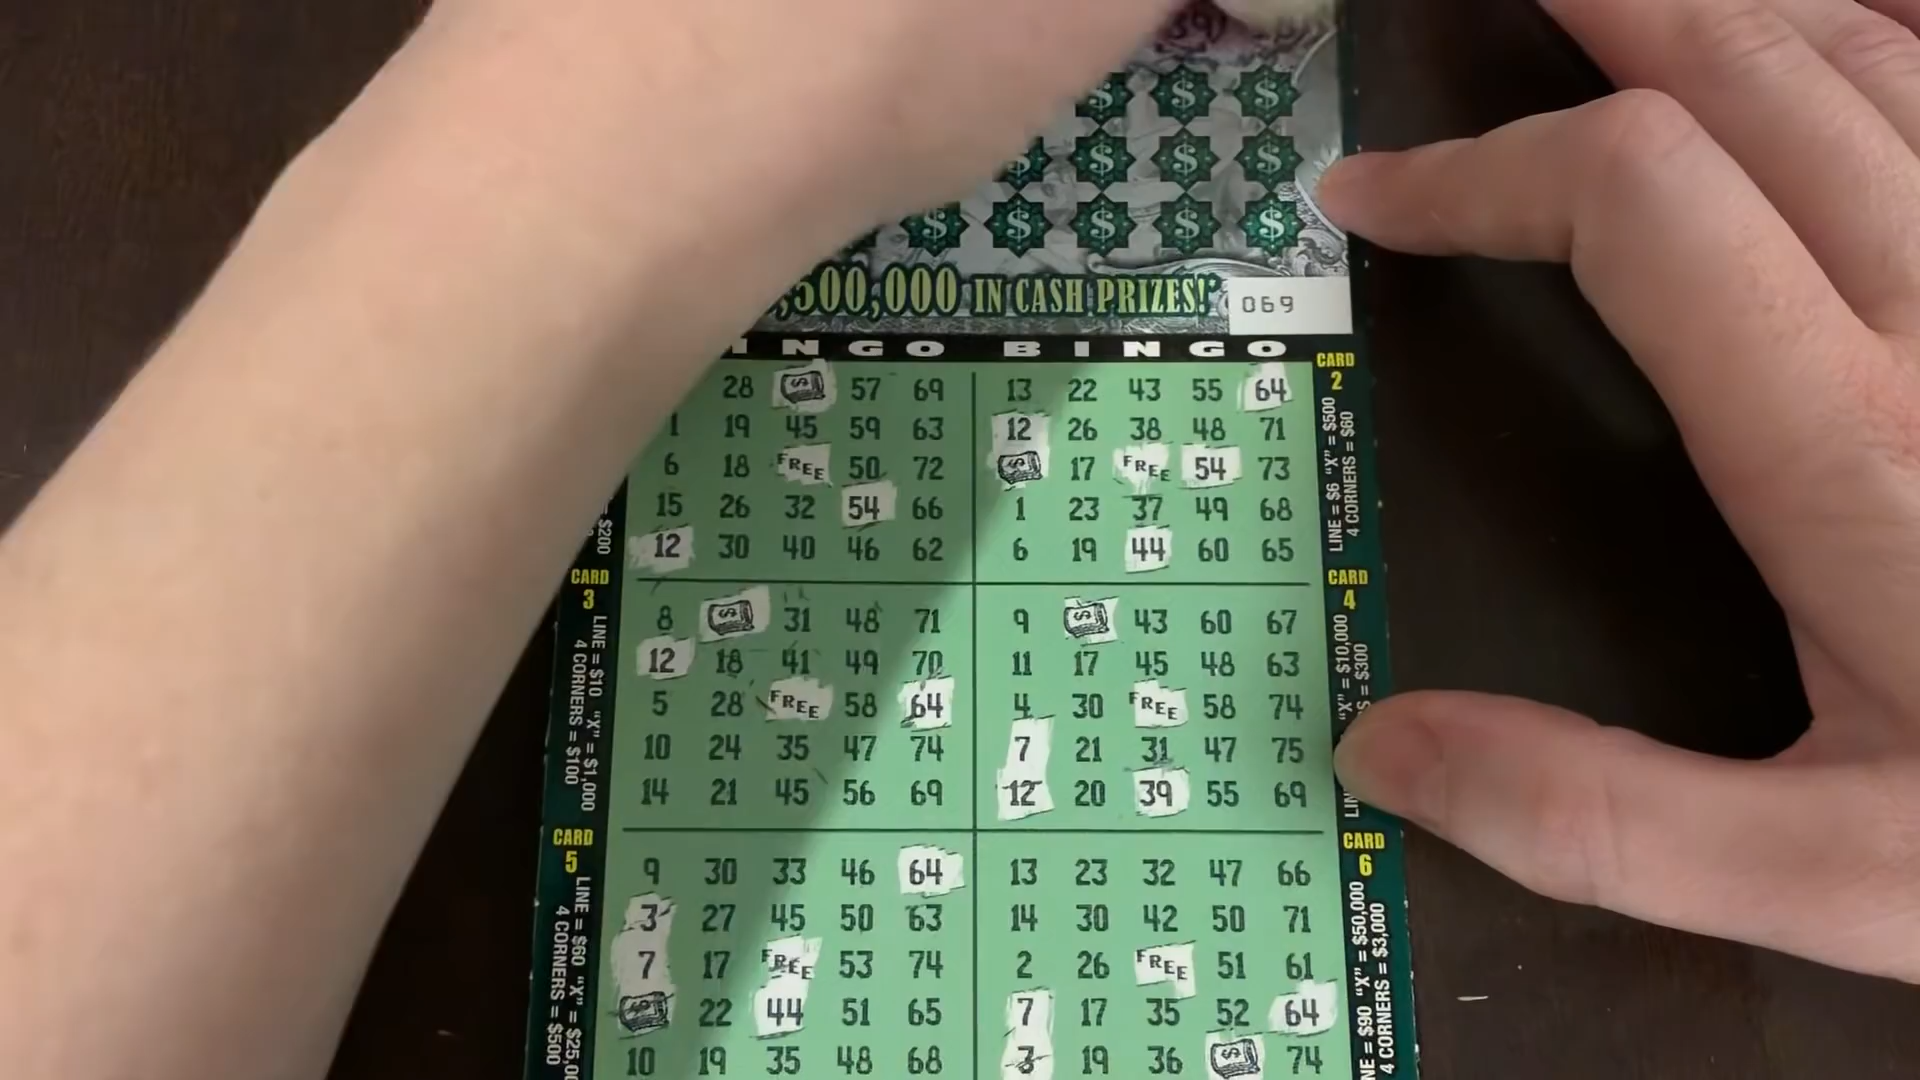 $ $ $
$ $ $ $
$ $ $ $ $
,500,000 IN CASH PRIZES!*
069
I N G O B I N G O
CARD 2
LINE = $6 "X" = $500
4 CORNERS = $60
28 $ 57 69 13 22 43 55 64
1 19 45 59 63 12 26 38 48 71
6 18 FREE 50 72 $ 17 FREE 54 73
15 26 32 54 66 1 23 37 49 68
12 30 40 46 62 6 19 44 60 65
= $200
CARD 3
LINE = $10 "X" = $1,000
4 CORNERS = $100
CARD 4
"X" = $10,000
= $300
8 $ 31 48 71 9 $ 43 60 67
12 18 41 49 70 11 17 45 48 63
5 28 FREE 58 64 4 30 FREE 58 74
10 24 35 47 74 7 21 31 47 75
14 21 45 56 69 12 20 39 55 69
CARD 5
LINE = $60 "X" = $25,0
4 CORNERS = $500
CARD 6
NE = $90 "X" = $50,000
4 CORNERS = $3,000
9 30 33 46 64 13 23 32 47 66
3 27 45 50 63 14 30 42 50 71
7 17 FREE 53 74 2 26 FREE 51 61
$ 22 44 51 65 7 17 35 52 64
10 19 35 48 68 3 19 36 $ 74